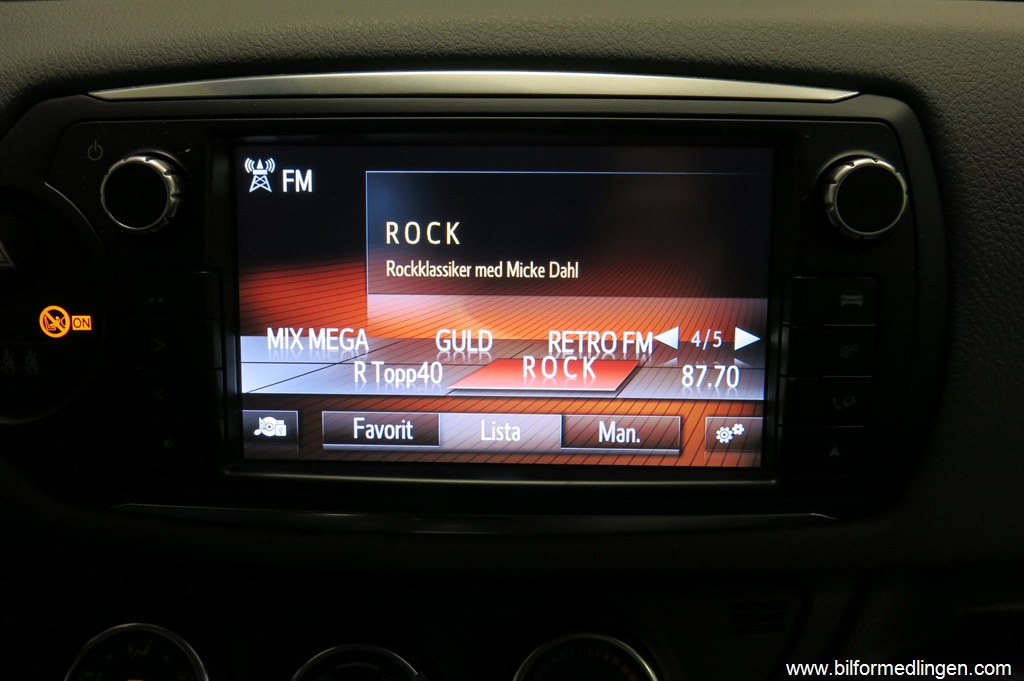 FM
ROCK
Rockklassiker med Micke Dahl
MIX MEGA GULD RETRO FM 4/5
R Topp40 ROCK 87.70
ON
Favorit Lista Man.
www.bilformedlingen.com